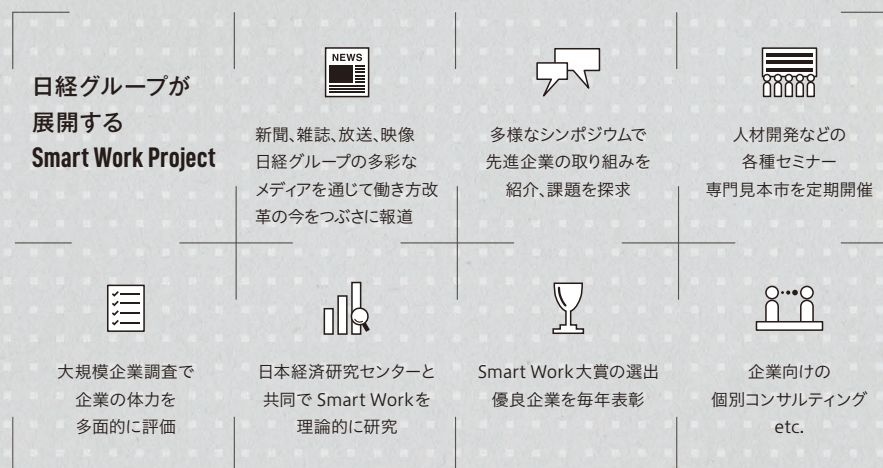 日経グループが
展開する
Smart Work Project
NEWS
新聞、雑誌、放送、映像
日経グループの多彩な
メディアを通じて働き方改
革の今をつぶさに報道
多様なシンポジウムで
先進企業の取り組みを
紹介、課題を探求
人材開発などの
各種セミナー
専門見本市を定期開催
大規模企業調査で
企業の体力を
多面的に評価
日本経済研究センターと
共同で Smart Workを
理論的に研究
Smart Work大賞の選出
優良企業を毎年表彰
企業向けの
個別コンサルティング
etc.